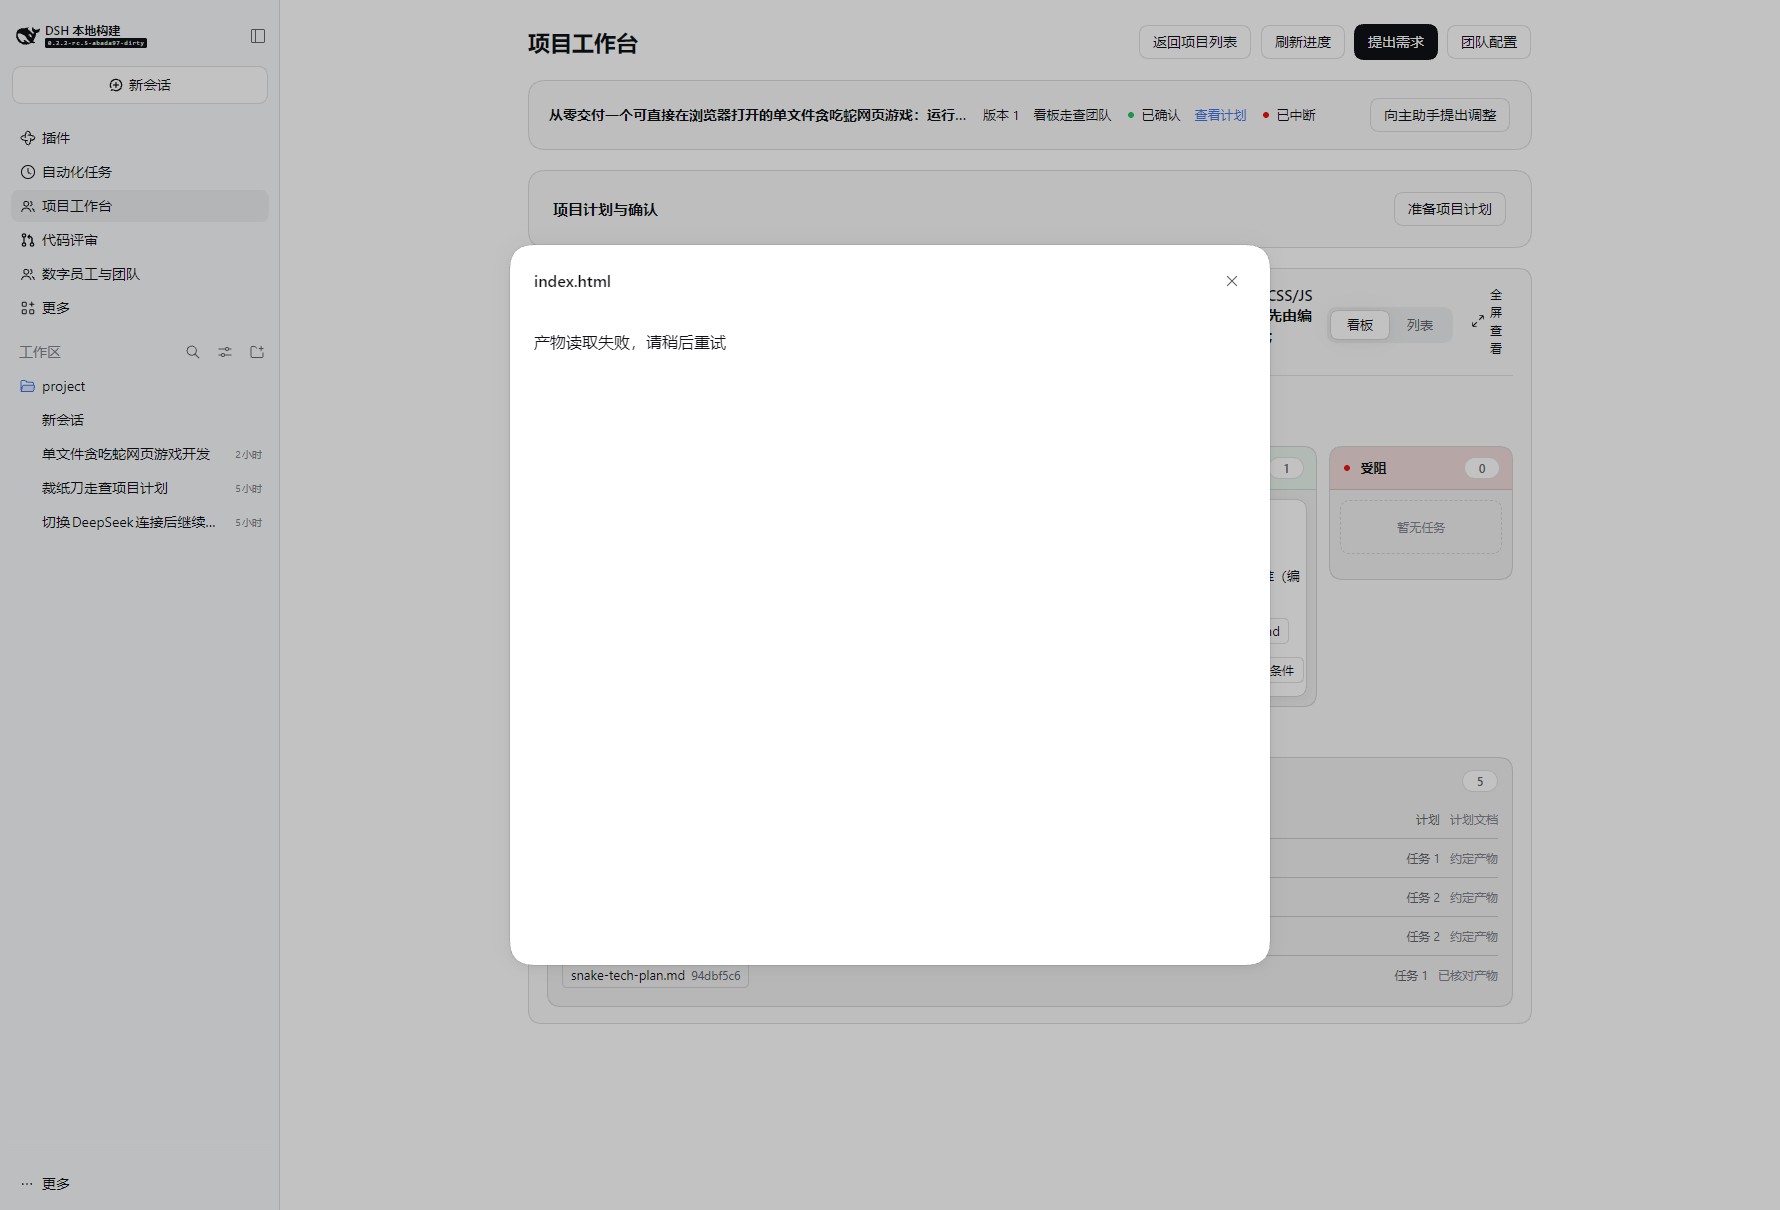 DSH 本地构建
0.3.3-rc.5-abada97-dirty
新会话
插件
自动化任务
项目工作台
代码评审
数字员工与团队
更多
工作区
project
新会话
单文件贪吃蛇网页游戏开发 2小时
裁纸刀走查项目计划 5小时
切换DeepSeek连接后继续... 5小时
更多
项目工作台
返回项目列表
刷新进度
提出需求
团队配置
从零交付一个可直接在浏览器打开的单文件贪吃蛇网页游戏：运行... 版本 1 看板走查团队 已确认 查看计划 已中断
向主助手提出调整
项目计划与确认
准备项目计划
index.html
产物读取失败，请稍后重试
CSS/JS
先由编
看板
列表
全屏查看
1
受阻 0
暂无任务
（编
条件
5
计划 计划文档
任务 1 约定产物
任务 2 约定产物
任务 2 约定产物
snake-tech-plan.md 94dbf5c6
任务 1 已核对产物